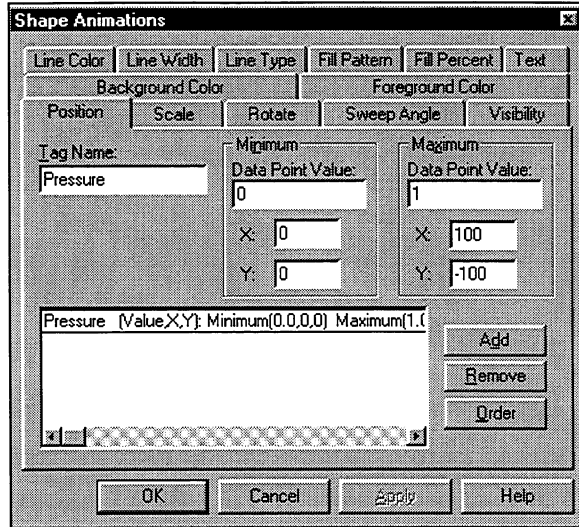 Shape Animations
Line Color Line Width Line Type Fill Pattern Fill Percent Text
Background Color Foreground Color
Position Scale Rotate Sweep Angle Visibility
Tag Name:
Pressure
Minimum
Data Point Value:
0
X: 0
Y: 0
Maximum
Data Point Value:
1
X: 100
Y: -100
Pressure (Value,X,Y): Minimum(0.0,0,0) Maximum(1.(
Add
Remove
Order
OK Cancel Apply Help